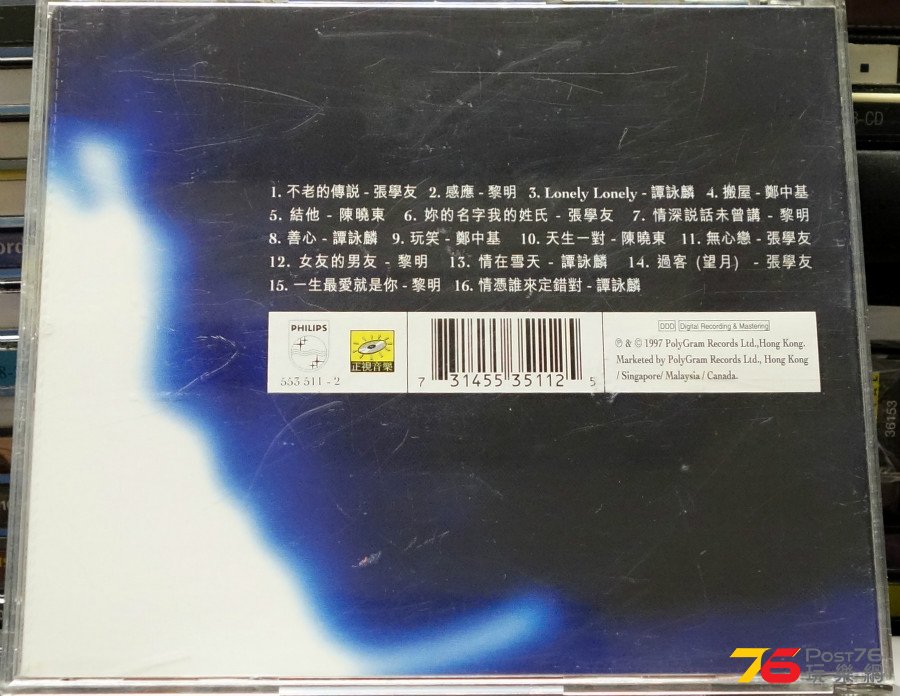 1. 不老的傳説 - 張學友 2. 感應 - 黎明 3. Lonely Lonely - 譚詠麟 4. 搬屋 - 鄭中基
5. 結他 - 陳曉東 6. 妳的名字我的姓氏 - 張學友 7. 情深説話未曾講 - 黎明
8. 善心 - 譚詠麟 9. 玩笑 - 鄭中基 10. 天生一對 - 陳曉東 11. 無心戀 - 張學友
12. 女友的男友 - 黎明 13. 情在雪天 - 譚詠麟 14. 過客 (望月) - 張學友
15. 一生最愛就是你 - 黎明 16. 情憑誰來定錯對 - 譚詠麟
PHILIPS
553 511 - 2
正視音樂
7 31455 35112 5
DDD Digital Recording & Mastering
℗ & © 1997 PolyGram Records Ltd.,Hong Kong.
Marketed by PolyGram Records Ltd., Hong Kong
/ Singapore/ Malaysia / Canada.
-CD
36153
76 Post76
玩樂網